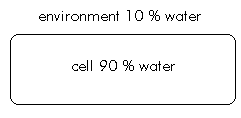 environment 10 % water
cell 90 % water